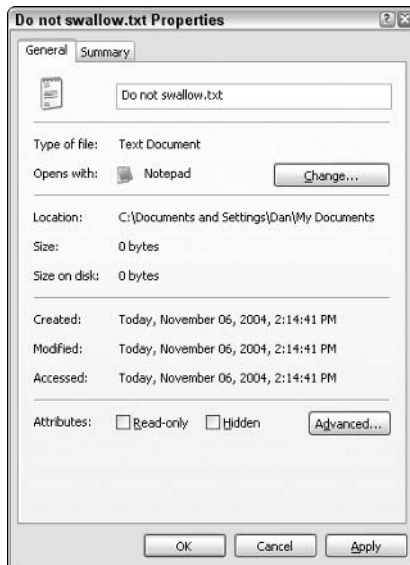 Do not swallow.txt Properties
General Summary
Do not swallow.txt
Type of file: Text Document
Opens with: Notepad Change...
Location: C:\Documents and Settings\Dan\My Documents
Size: 0 bytes
Size on disk: 0 bytes
Created: Today, November 06, 2004, 2:14:41 PM
Modified: Today, November 06, 2004, 2:14:41 PM
Accessed: Today, November 06, 2004, 2:14:41 PM
Attributes: Read-only Hidden Advanced...
OK Cancel Apply